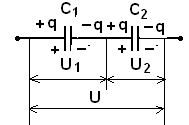 C₁ C₂
+q -q +q -q
+ - + -
U₁ U₂
U